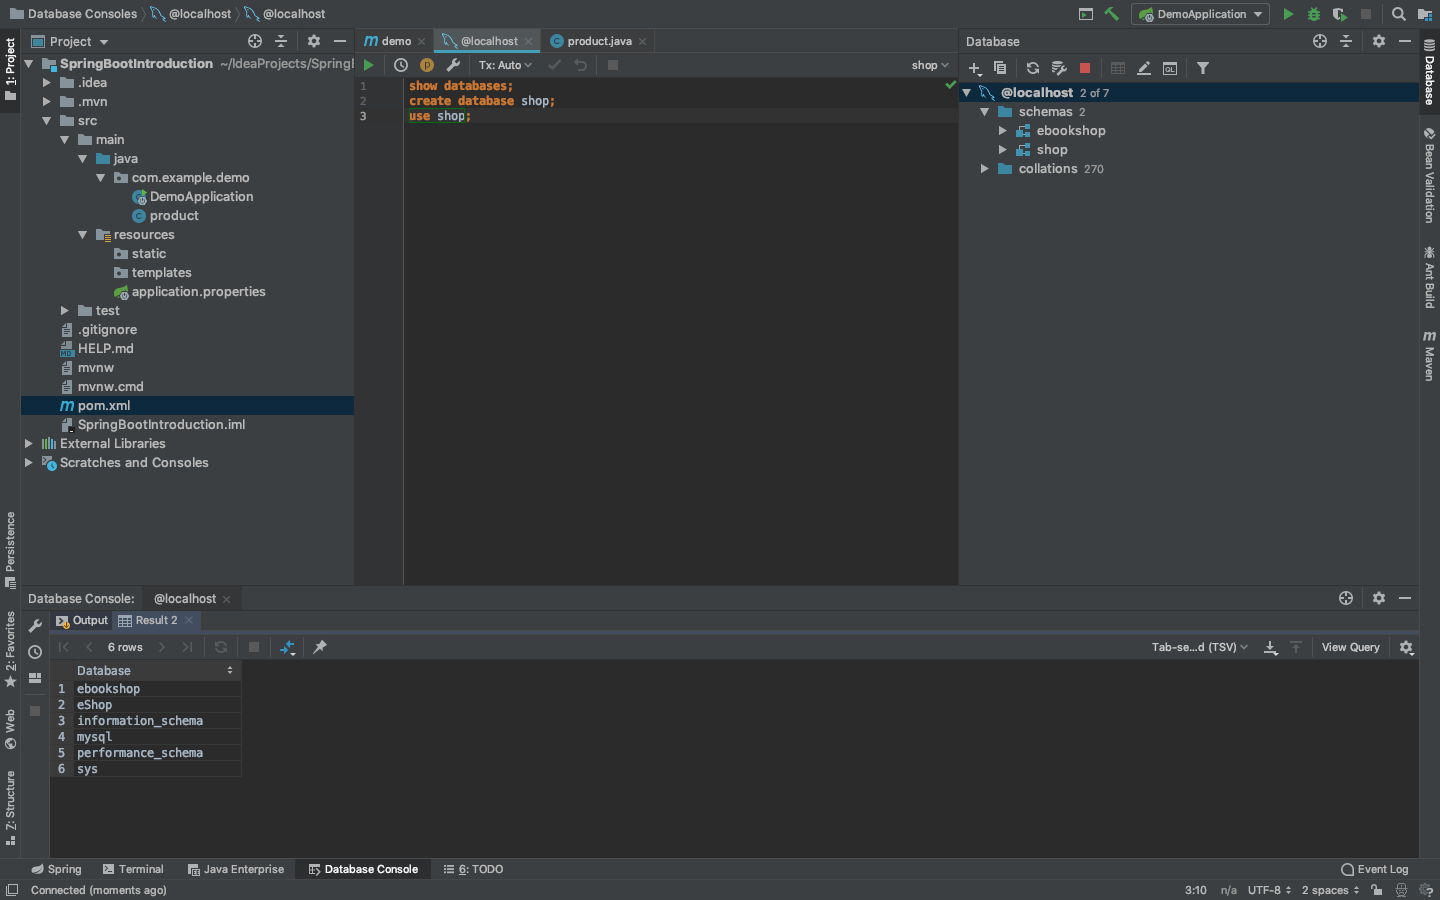 Database Consoles
@localhost
@localhost
DemoApplication
1: Project
Project
SpringBootIntroduction ~/IdeaProjects/Spring
.idea
.mvn
src
main
java
com.example.demo
DemoApplication
product
resources
static
templates
application.properties
test
.gitignore
HELP.md
mvnw
mvnw.cmd
pom.xml
SpringBootIntroduction.iml
External Libraries
Scratches and Consoles
demo
@localhost
product.java
Tx: Auto
shop
1 show databases;
2 create database shop;
3 use shop;
Database
@localhost 2 of 7
schemas 2
ebookshop
shop
collations 270
Database
Bean Validation
Ant Build
Maven
Persistence
2: Favorites
Web
Z: Structure
Database Console:
@localhost
Output
Result 2
6 rows
Tab-se...d (TSV)
View Query
Database
1 ebookshop
2 eShop
3 information_schema
4 mysql
5 performance_schema
6 sys
Spring
Terminal
Java Enterprise
Database Console
6: TODO
Event Log
Connected (moments ago)
3:10
n/a
UTF-8
2 spaces